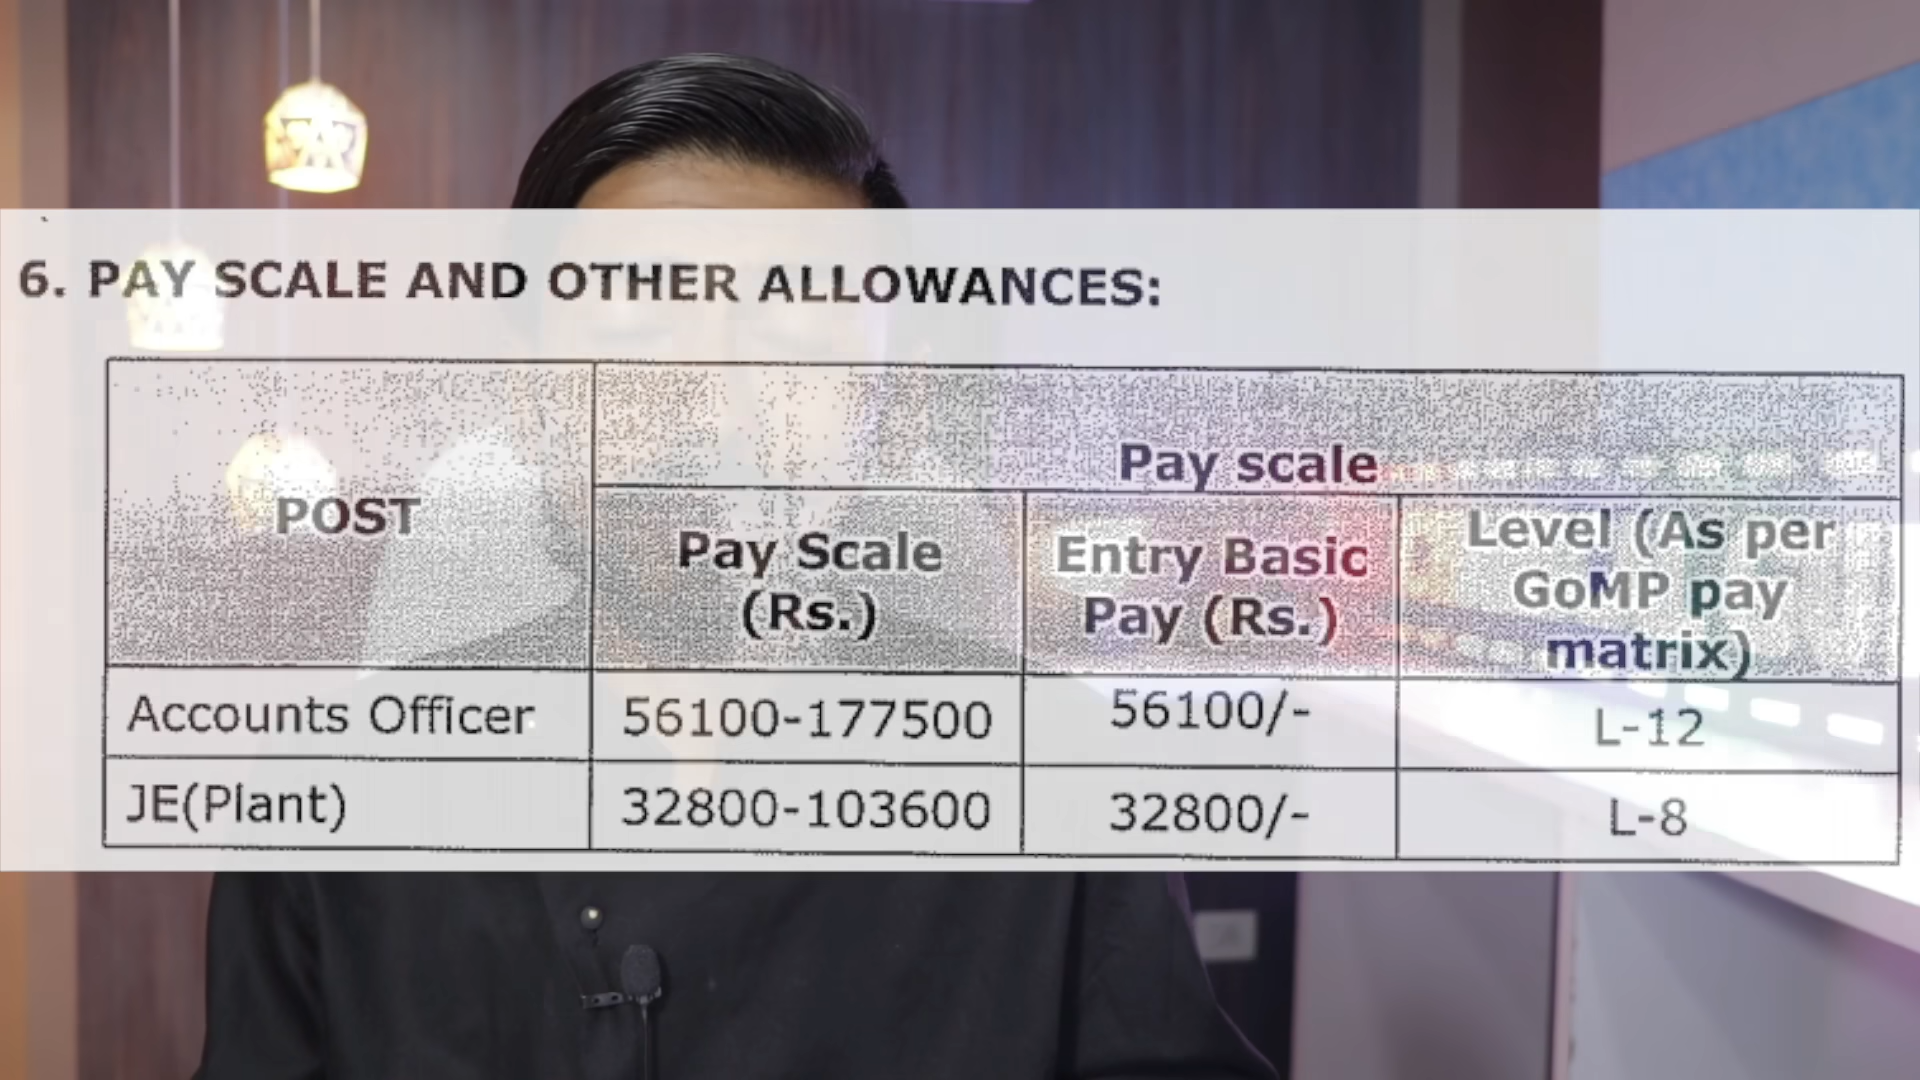 6. PAY SCALE AND OTHER ALLOWANCES:
POST
Pay scale
Pay Scale
(Rs.)
Entry Basic
Pay (Rs.)
Level (As per
GoMP pay
matrix)
Accounts Officer
56100-177500
56100/-
L-12
JE(Plant)
32800-103600
32800/-
L-8